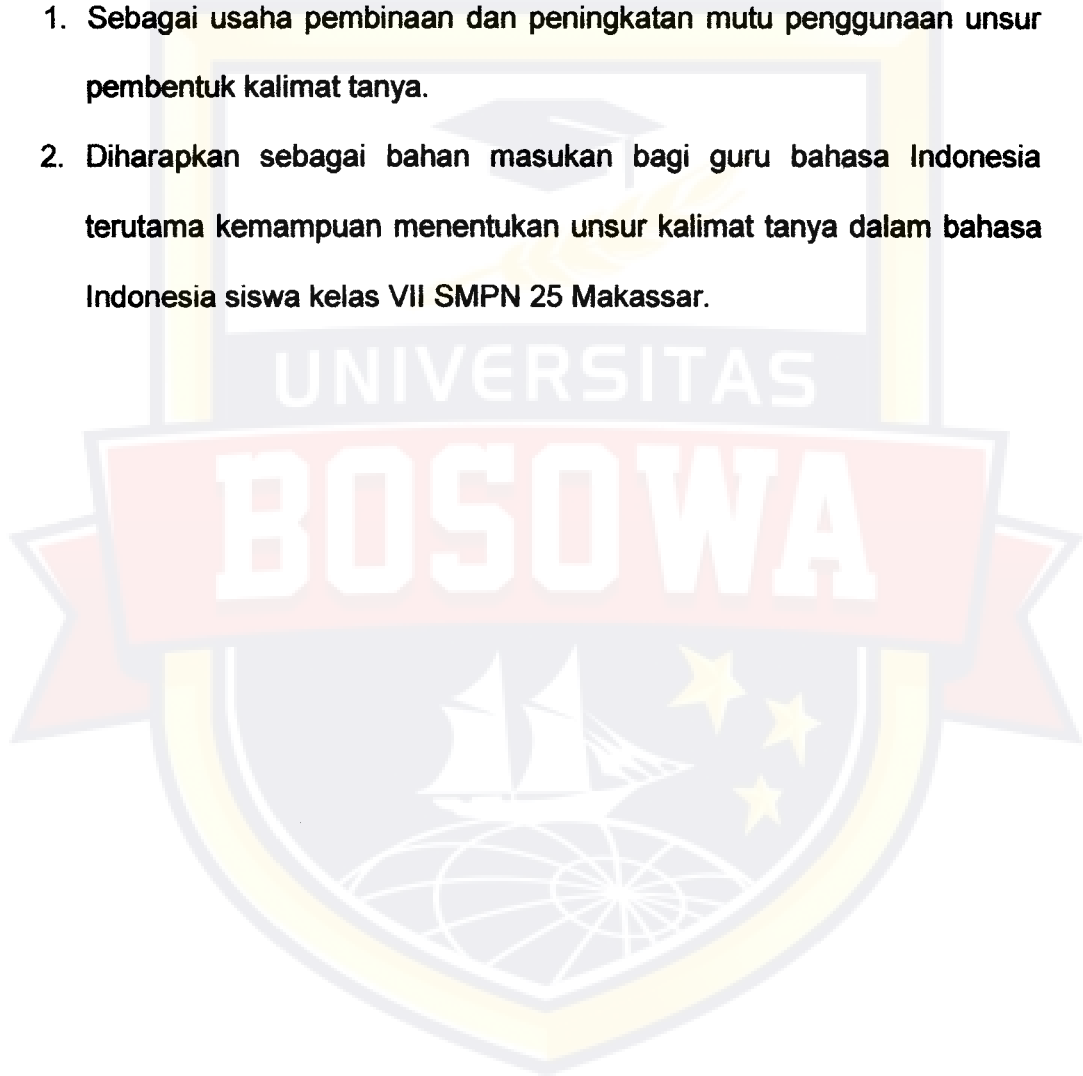 1. Sebagai usaha pembinaan dan peningkatan mutu penggunaan unsur
pembentuk kalimat tanya.
2. Diharapkan sebagai bahan masukan bagi guru bahasa Indonesia
terutama kemampuan menentukan unsur kalimat tanya dalam bahasa
Indonesia siswa kelas VII SMPN 25 Makassar.
UNIVERSITAS
BOSOWA